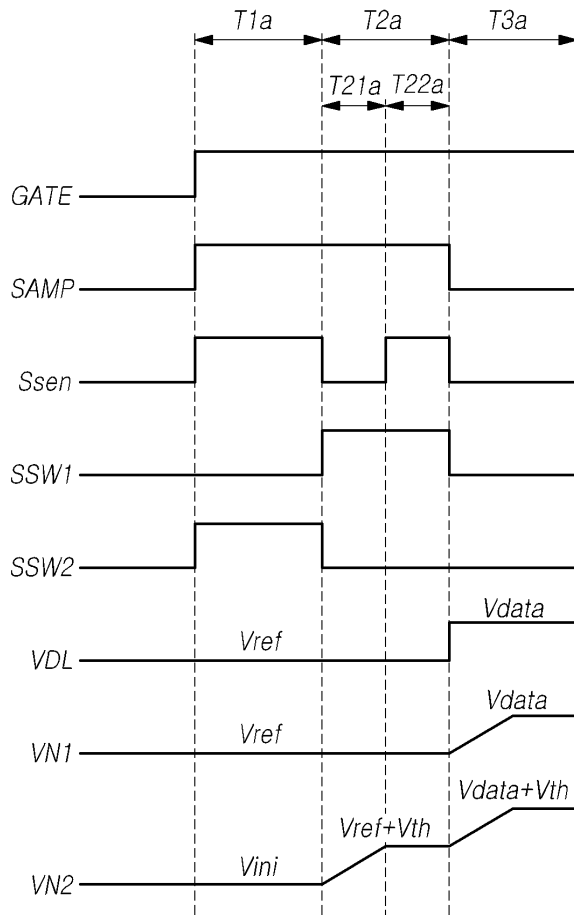 T1a T2a T3a
T21a T22a
GATE
SAMP
Ssen
SSW1
SSW2
Vdata
VDL Vref
Vdata
VN1 Vref
Vdata+Vth
Vref+Vth
VN2 Vini